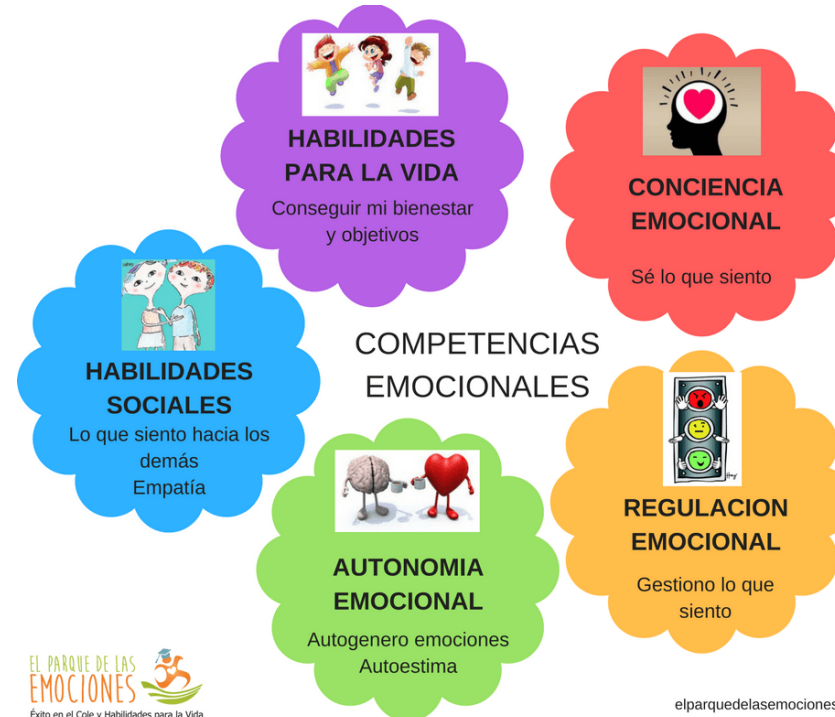 HABILIDADES
PARA LA VIDA
Conseguir mi bienestar
y objetivos
CONCIENCIA
EMOCIONAL
Sé lo que siento
HABILIDADES
SOCIALES
Lo que siento hacia los
demás
Empatía
COMPETENCIAS
EMOCIONALES
REGULACION
EMOCIONAL
Gestiono lo que
siento
AUTONOMIA
EMOCIONAL
Autogenero emociones
Autoestima
EL PARQUE DE LAS
EMOCIONES
Éxito en el Cole y Habilidades para la Vida
elparquedelasemociones